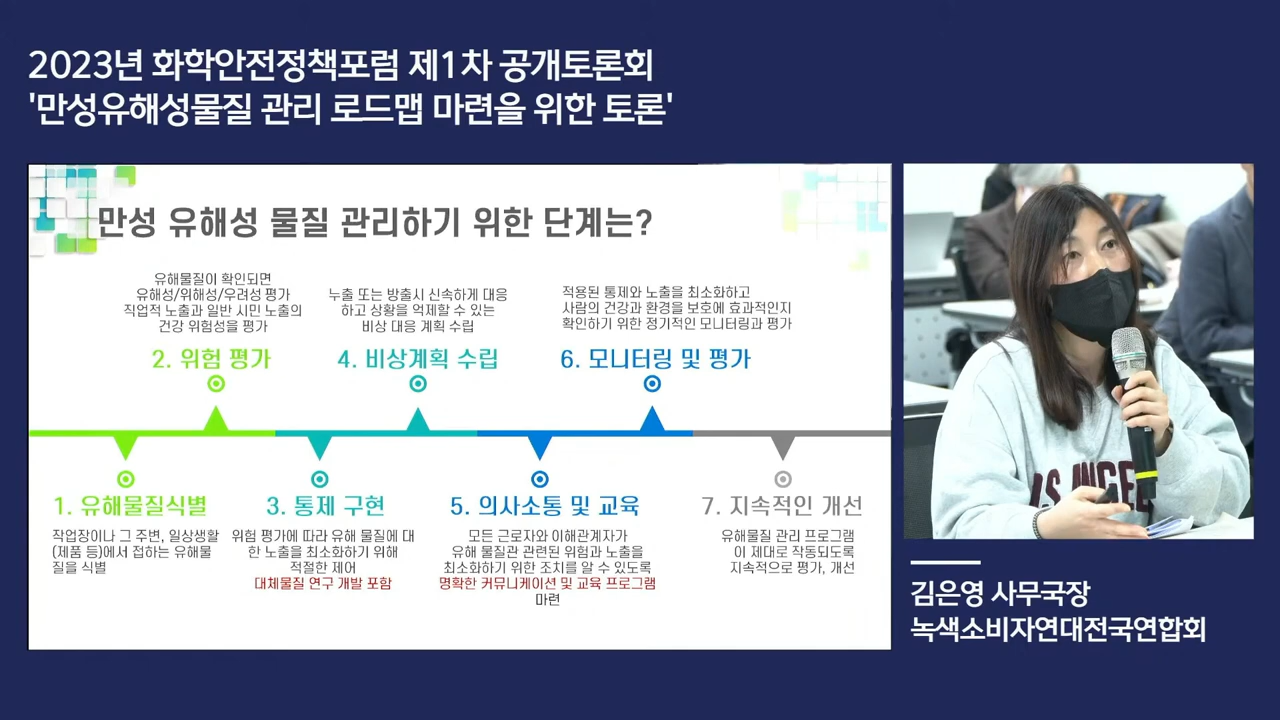 2023년 화학안전정책포럼 제1차 공개토론회
'만성유해성물질 관리 로드맵 마련을 위한 토론'
만성 유해성 물질 관리하기 위한 단계는?
유해물질이 확인되면
유해성/위해성/우려성 평가
직업적 노출과 일반 시민 노출의
건강 위험성을 평가
2. 위험 평가
누출 또는 방출시 신속하게 대응
하고 상황을 억제할 수 있는
비상 대응 계획 수립
4. 비상계획 수립
적용된 통제와 노출을 최소화하고
사람의 건강과 환경을 보호에 효과적인지
확인하기 위한 정기적인 모니터링과 평가
6. 모니터링 및 평가
1. 유해물질식별
작업장이나 그 주변, 일상생활
(제품 등)에서 접하는 유해물
질을 식별
3. 통제 구현
위험 평가에 따라 유해 물질에 대
한 노출을 최소화하기 위해
적절한 제어
대체물질 연구 개발 포함
5. 의사소통 및 교육
모든 근로자와 이해관계자가
유해 물질관 관련된 위험과 노출을
최소화하기 위한 조치를 알 수 있도록
명확한 커뮤니케이션 및 교육 프로그램
마련
7. 지속적인 개선
유해물질 관리 프로그램
이 제대로 작동되도록
지속적으로 평가, 개선
김은영 사무국장
녹색소비자연대전국연합회